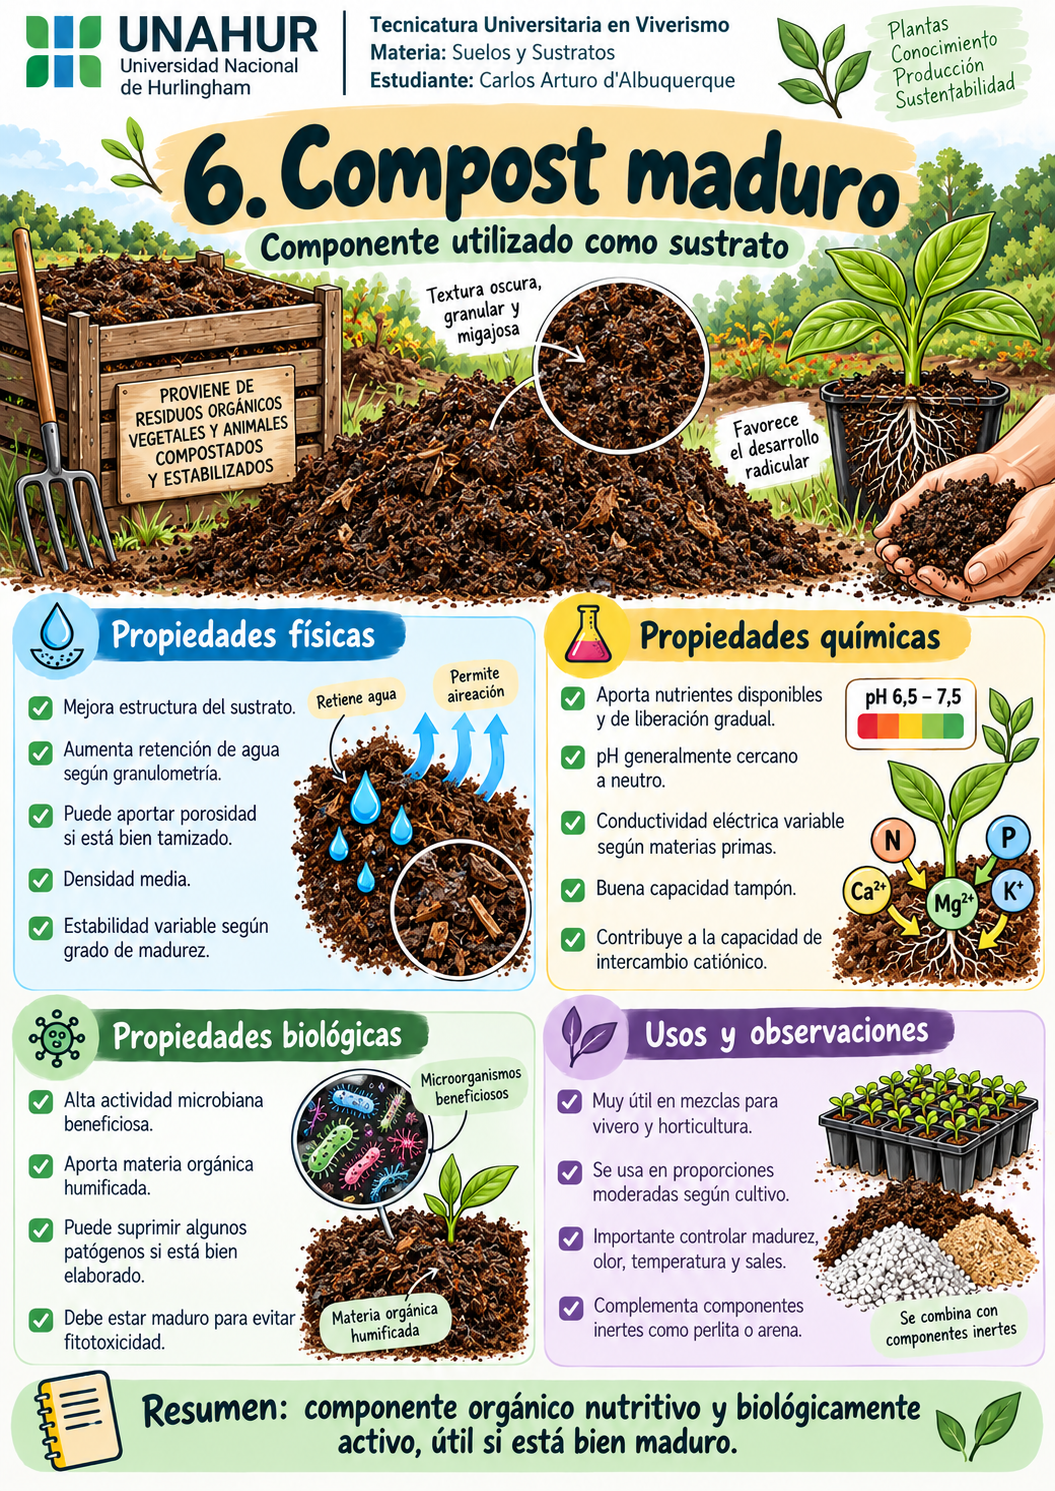 UNAHUR
Universidad Nacional
de Hurlingham
Tecnicatura Universitaria en Viverismo
Materia: Suelos y Sustratos
Estudiante: Carlos Arturo d'Albuquerque
Plantas
Conocimiento
Producción
Sustentabilidad
6. Compost maduro
Componente utilizado como sustrato
Textura oscura,
granular y
migajosa
PROVIENE DE
RESIDUOS ORGÁNICOS
VEGETALES Y ANIMALES
COMPOSTADOS
Y ESTABILIZADOS
Favorece
el desarrollo
radicular
Propiedades físicas
Mejora estructura del sustrato.
Aumenta retención de agua
según granulometría.
Puede aportar porosidad
si está bien tamizado.
Densidad media.
Estabilidad variable según
grado de madurez.
Retiene agua
Permite
aireación
Propiedades químicas
Aporta nutrientes disponibles
y de liberación gradual.
pH generalmente cercano
a neutro.
Conductividad eléctrica variable
según materias primas.
Buena capacidad tampón.
Contribuye a la capacidad de
intercambio catiónico.
pH 6,5 – 7,5
N
P
Ca²⁺
Mg²⁺
K⁺
Propiedades biológicas
Alta actividad microbiana
beneficiosa.
Aporta materia orgánica
humificada.
Puede suprimir algunos
patógenos si está bien
elaborado.
Debe estar maduro para evitar
fitotoxicidad.
Microorganismos
beneficiosos
Materia orgánica
humificada
Usos y observaciones
Muy útil en mezclas para
vivero y horticultura.
Se usa en proporciones
moderadas según cultivo.
Importante controlar madurez,
olor, temperatura y sales.
Complementa componentes
inertes como perlita o arena.
Se combina con
componentes inertes
Resumen: componente orgánico nutritivo y biológicamente
activo, útil si está bien maduro.